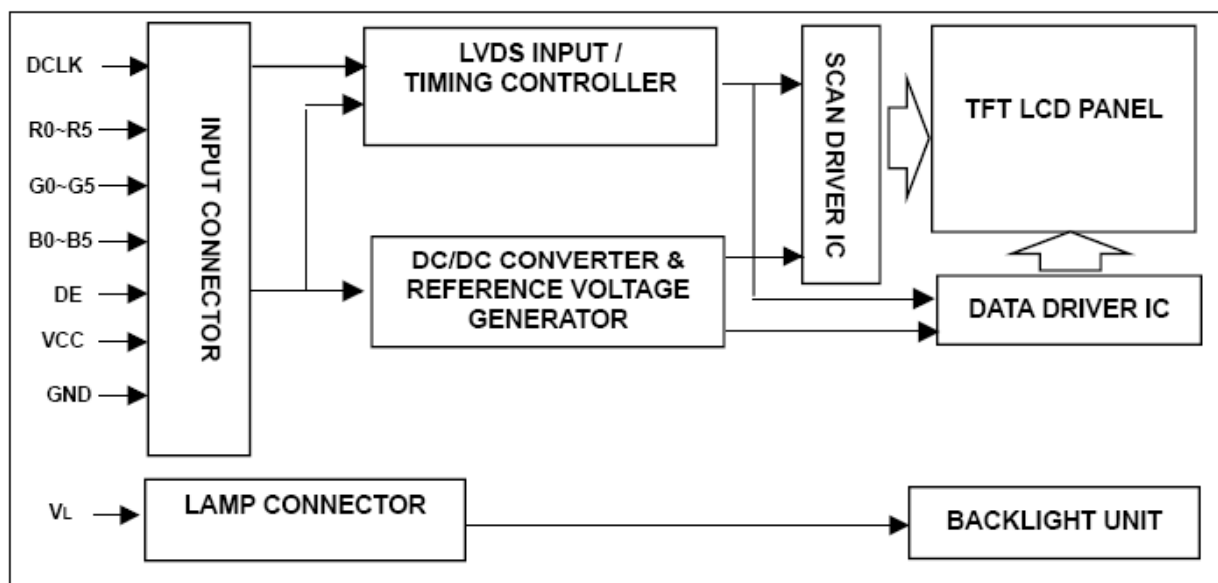 DCLK
R0~R5
G0~G5
B0~B5
DE
VCC
GND
INPUT CONNECTOR
LVDS INPUT /
TIMING CONTROLLER
DC/DC CONVERTER &
REFERENCE VOLTAGE
GENERATOR
SCAN DRIVER IC
TFT LCD PANEL
DATA DRIVER IC
VL
LAMP CONNECTOR
BACKLIGHT UNIT